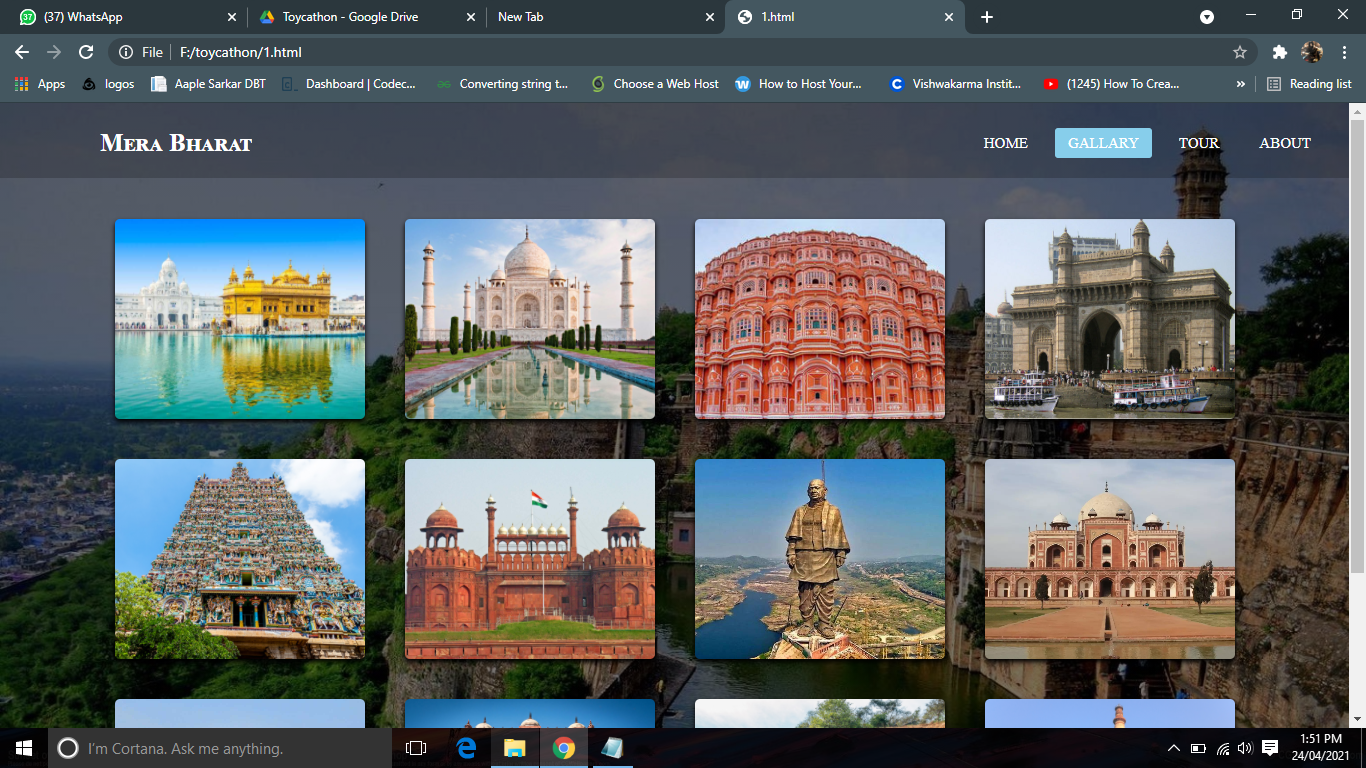 37 (37) WhatsApp
Toycathon - Google Drive
New Tab
1.html
File F:/toycathon/1.html
Apps
logos
Aaple Sarkar DBT
Dashboard | Codec...
Converting string t...
Choose a Web Host
How to Host Your...
Vishwakarma Instit...
(1245) How To Crea...
»
Reading list
Mera Bharat
HOME
GALLARY
TOUR
ABOUT
I'm Cortana. Ask me anything.
1:51 PM
24/04/2021